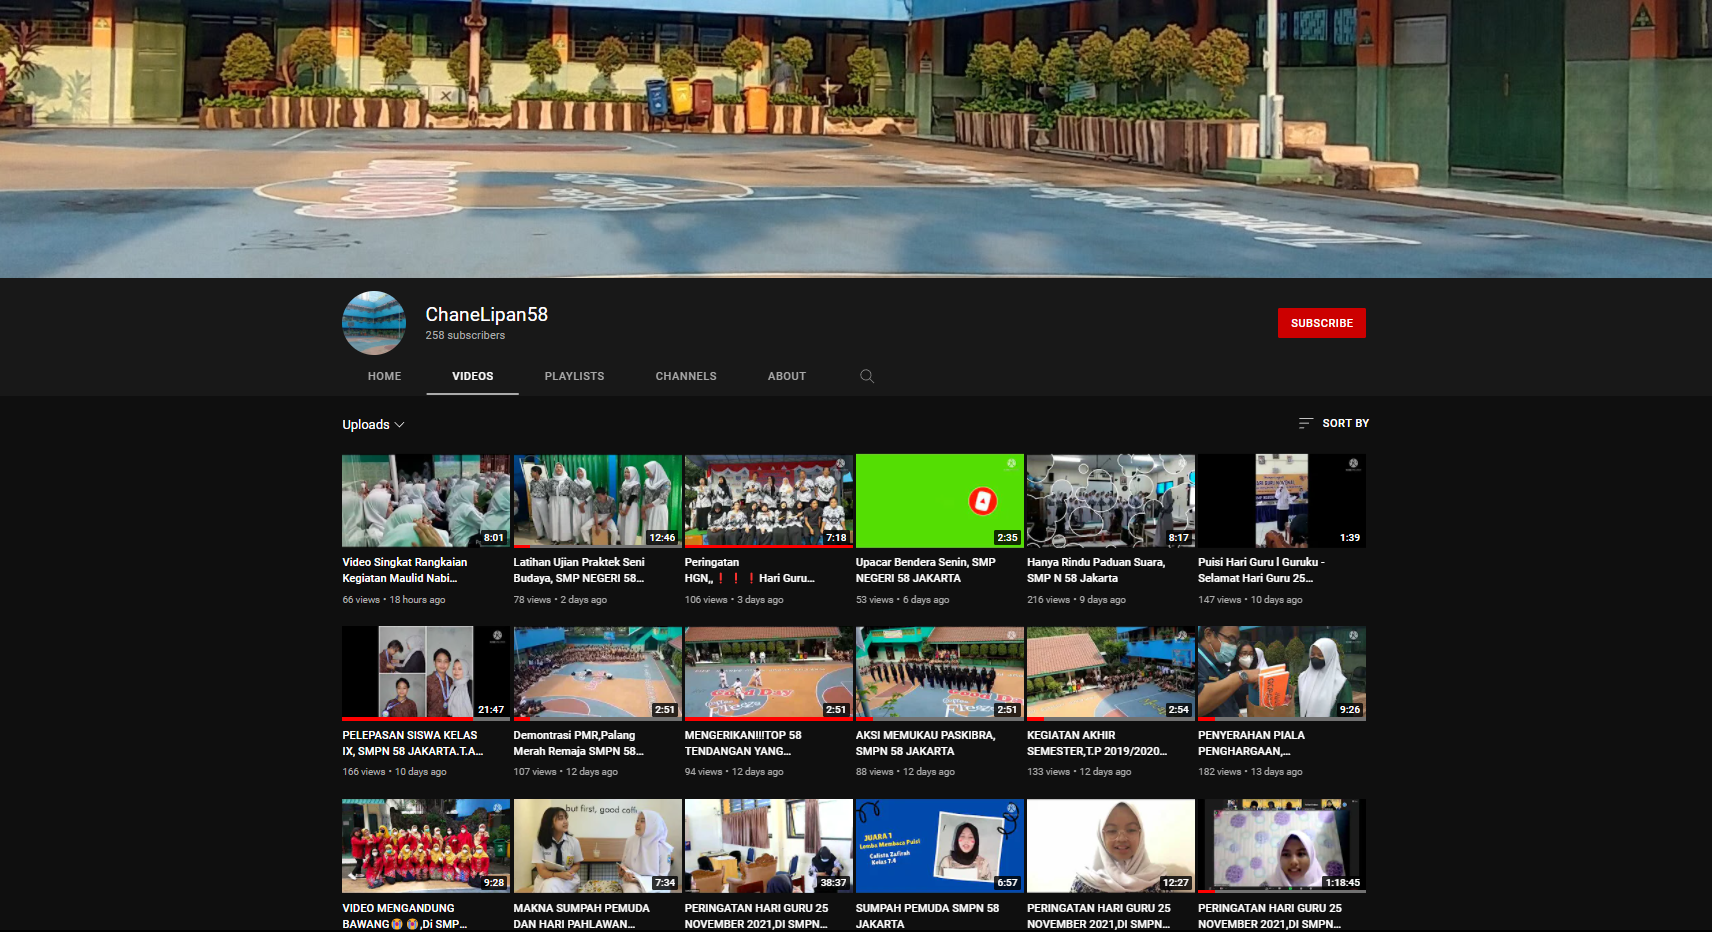 ChaneLipan58
258 subscribers
SUBSCRIBE
HOME
VIDEOS
PLAYLISTS
CHANNELS
ABOUT
Uploads
SORT BY
8:01
12:46
7:18
2:35
8:17
1:39
Video Singkat Rangkaian
Kegiatan Maulid Nabi...
66 views • 18 hours ago
Latihan Ujian Praktek Seni
Budaya, SMP NEGERI 58...
78 views • 2 days ago
Peringatan
HGN,,❗❗❗Hari Guru...
106 views • 3 days ago
Upacar Bendera Senin, SMP
NEGERI 58 JAKARTA
53 views • 6 days ago
Hanya Rindu Paduan Suara,
SMP N 58 Jakarta
216 views • 9 days ago
Puisi Hari Guru l Guruku -
Selamat Hari Guru 25...
147 views • 10 days ago
21:47
Good Day
2:51
2:51
2:51
2:54
9:26
PELEPASAN SISWA KELAS
IX, SMPN 58 JAKARTA.T.A...
166 views • 10 days ago
Demontrasi PMR,Palang
Merah Remaja SMPN 58...
107 views • 12 days ago
MENGERIKAN!!!TOP 58
TENDANGAN YANG...
94 views • 12 days ago
AKSI MEMUKAU PASKIBRA,
SMPN 58 JAKARTA
88 views • 12 days ago
KEGIATAN AKHIR
SEMESTER,T.P 2019/2020...
133 views • 12 days ago
PENYERAHAN PIALA
PENGHARGAAN,...
182 views • 13 days ago
but first, good coff
JUARA 1
Lomba Membaca Puisi
Calista Zafirah
Kelas 7.4
9:28
7:34
38:37
6:57
12:27
1:18:45
VIDEO MENGANDUNG
BAWANG😭😭,Di SMP...
MAKNA SUMPAH PEMUDA
DAN HARI PAHLAWAN...
PERINGATAN HARI GURU 25
NOVEMBER 2021,DI SMPN...
SUMPAH PEMUDA SMPN 58
JAKARTA
PERINGATAN HARI GURU 25
NOVEMBER 2021,DI SMPN...
PERINGATAN HARI GURU 25
NOVEMBER 2021,DI SMPN...